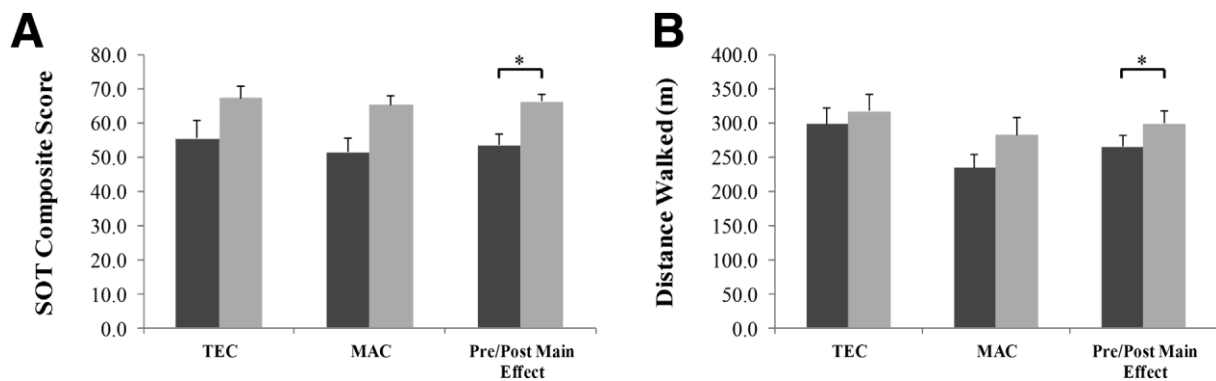 A
SOT Composite Score
80.0
70.0
60.0
50.0
40.0
30.0
20.0
10.0
0.0
*
TEC
MAC
Pre/Post Main
Effect
B
Distance Walked (m)
400.0
350.0
300.0
250.0
200.0
150.0
100.0
50.0
0.0
*
TEC
MAC
Pre/Post Main
Effect